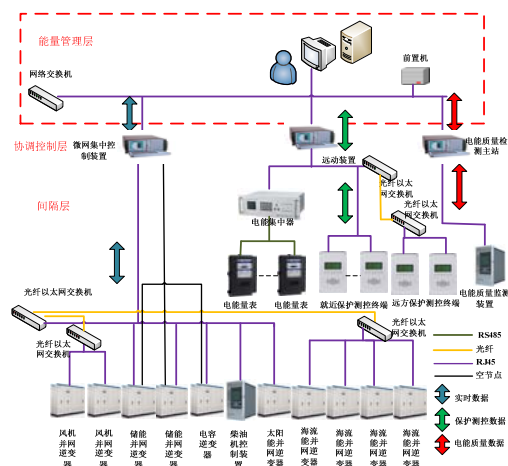 能量管理层
前置机
网络交换机
协调控制层
微网集中控
制装置
远动装置
电能质量检
测主站
光纤以太
网交换机
光纤以太
网交换机
间隔层
电能集中器
电能量表
电能量表
就近保护测控终端
远方保护测控终端
电能质量监测
装置
光纤以太网交换机
光纤以太
网交换机
光纤以太
网交换机
RS485
光纤
RJ45
空节点
实时数据
保护测控数据
电能质量数据
风机
并网
逆变
器
风机
并网
逆变
器
储能
并网
逆变
器
储能
并网
逆变
器
电容
逆变
器
柴油
机控
制装
置
太阳
能并
网逆
变器
海流
能并
网逆
变器
海流
能并
网逆
变器
海流
能并
网逆
变器
海流
能并
网逆
变器